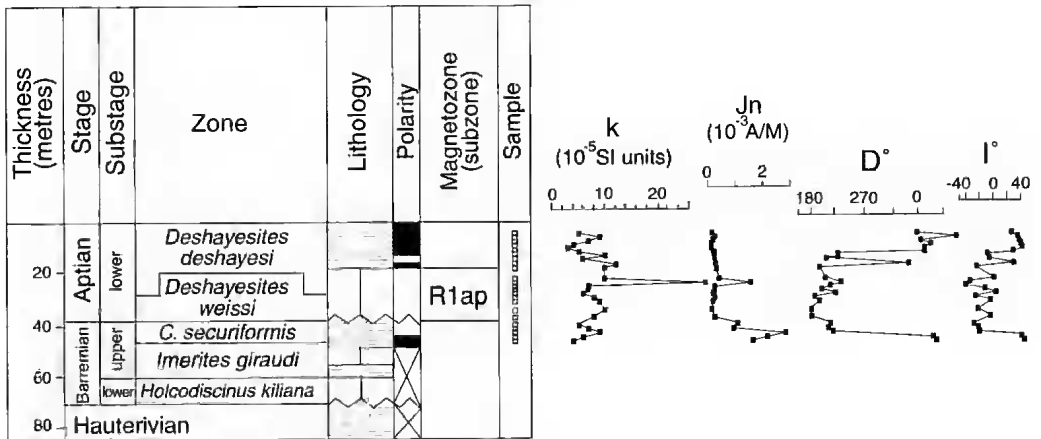 Thickness (metres)
Stage
Substage
Zone
Lithology
Polarity
Magnetozone (subzone)
Sample
k
(10⁻⁵SI units)
10 20
Jn
(10⁻³A/M)
0 2
D°
180 270 0
I°
-40 0 40
20
40
60
80
Aptian
Barremian
lower
upper
lower
Deshayesites
deshayesi
Deshayesites
weissi
C. securiformis
Imerites giraudi
Holcodiscinus kiliana
Hauterivian
R1ap